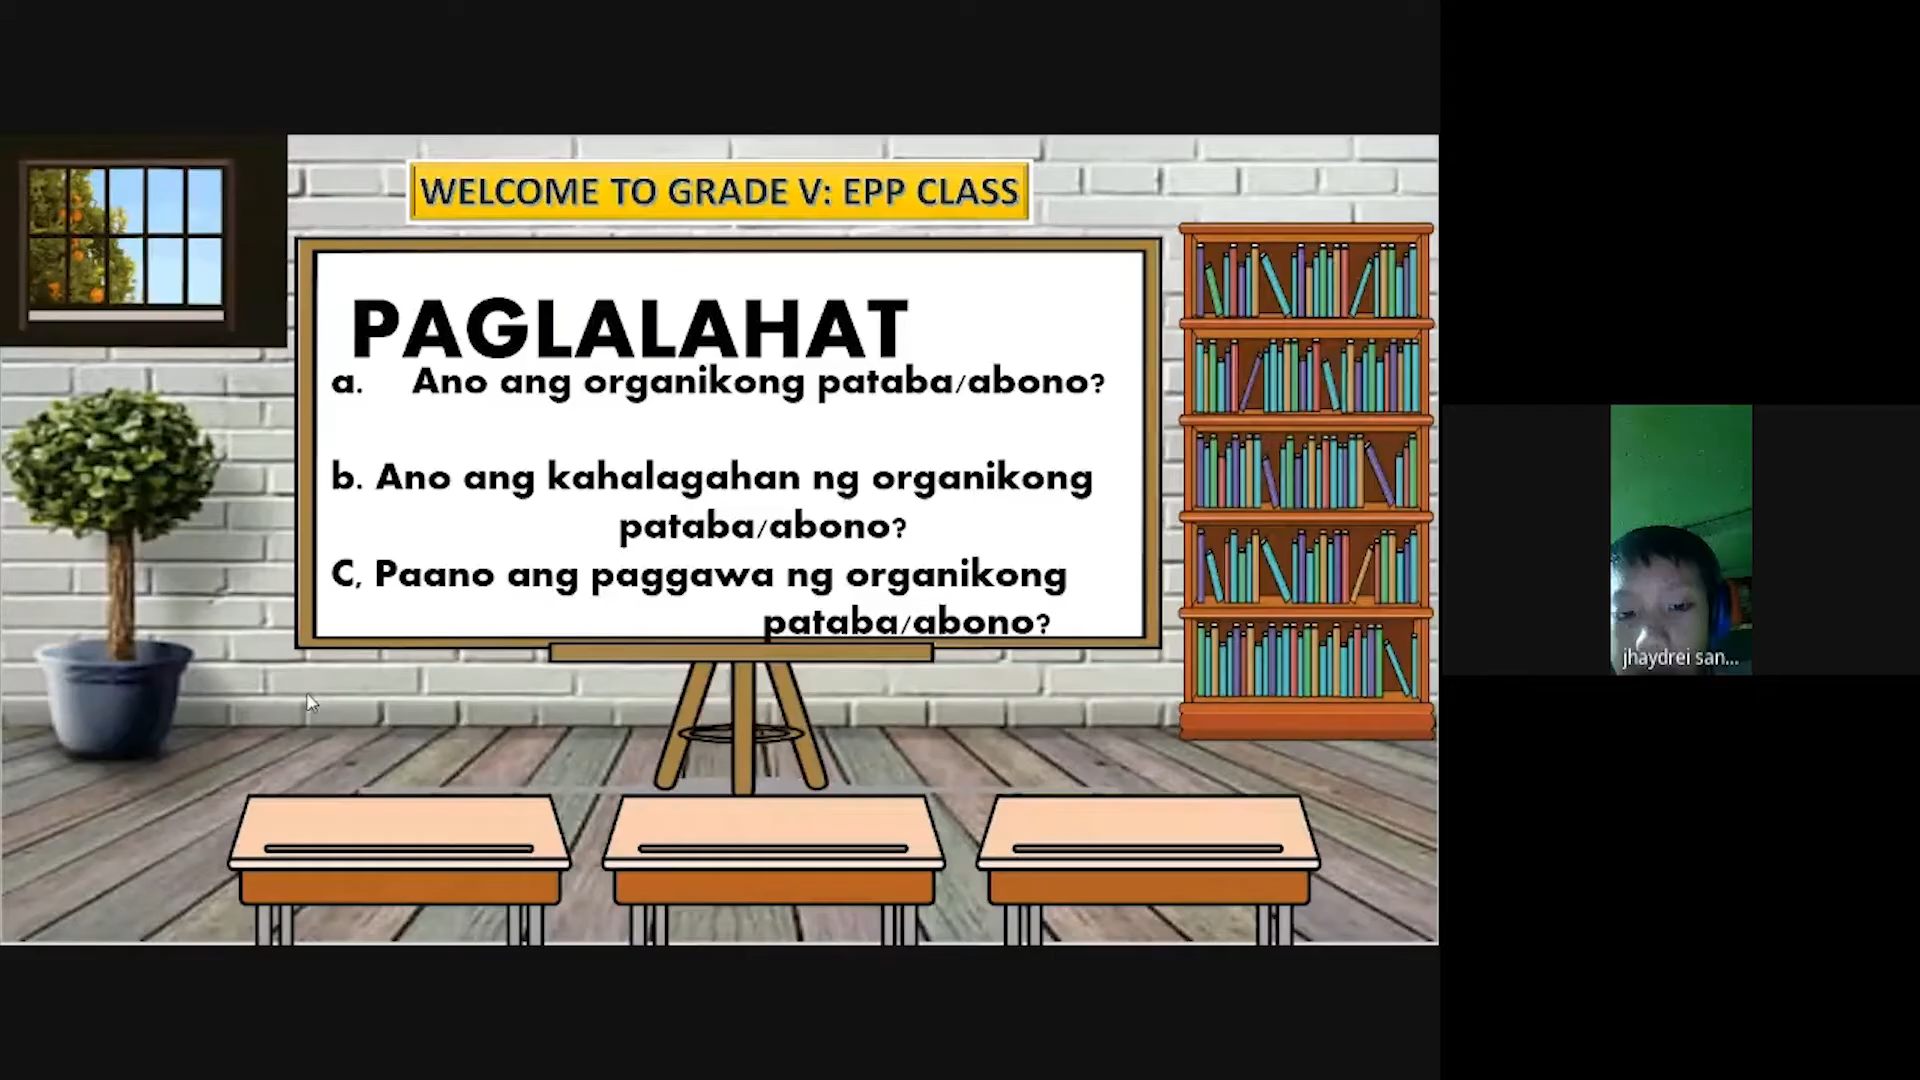 WELCOME TO GRADE V: EPP CLASS
PAGLALAHAT
a. Ano ang organikong pataba/abono?
b. Ano ang kahalagahan ng organikong
pataba/abono?
C, Paano ang paggawa ng organikong
pataba/abono?
jhaydrei san...